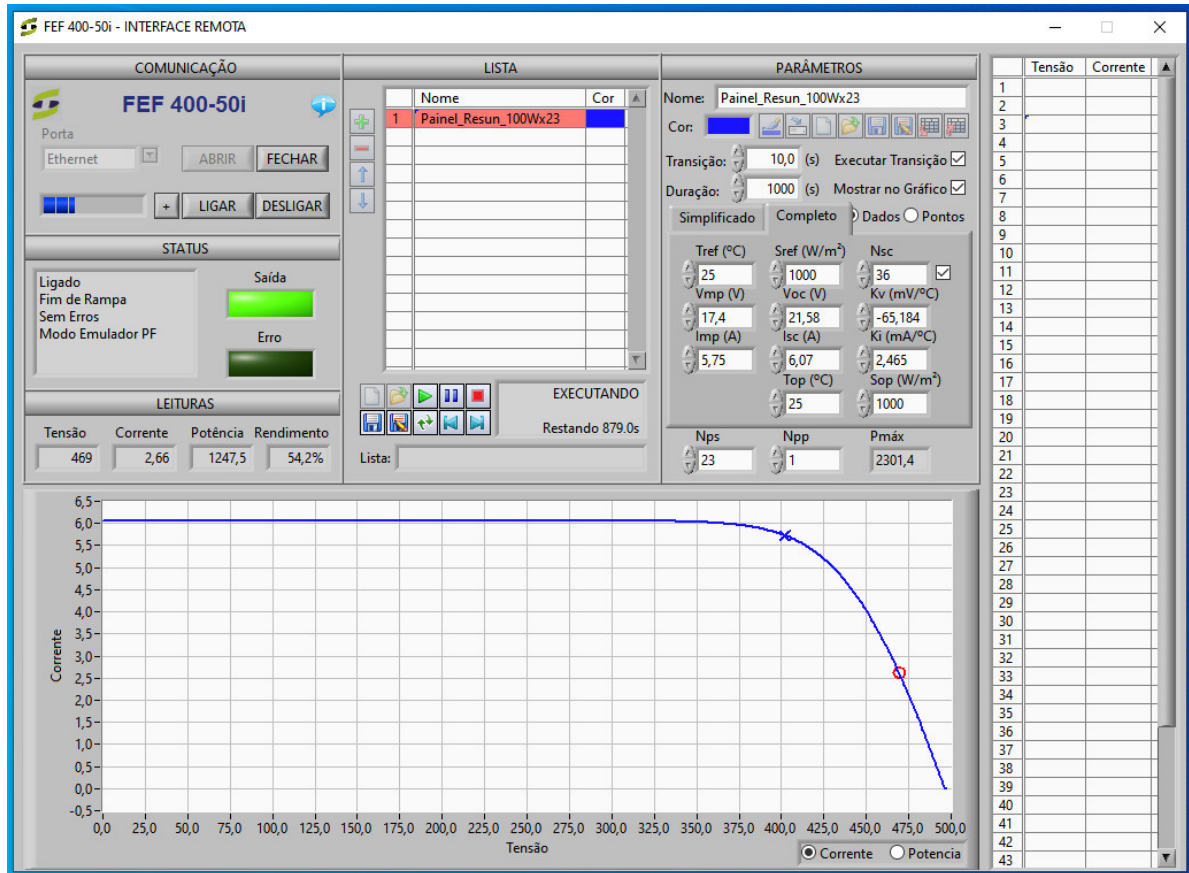 FEF 400-50i - INTERFACE REMOTA
COMUNICAÇÃO
FEF 400-50i
Porta
Ethernet
ABRIR
FECHAR
+
LIGAR
DESLIGAR
STATUS
Ligado
Fim de Rampa
Sem Erros
Modo Emulador PF
Saída
Erro
LEITURAS
Tensão Corrente Potência Rendimento
469 2,66 1247,5 54,2%
LISTA
Nome Cor
1 Painel_Resun_100Wx23
EXECUTANDO
Restando 879.0s
Lista:
PARÂMETROS
Nome: Painel_Resun_100Wx23
Cor:
Transição: 10,0 (s) Executar Transição
Duração: 1000 (s) Mostrar no Gráfico
Simplificado Completo Dados Pontos
Tref (ºC) Sref (W/m²) Nsc
25 1000 36
Vmp (V) Voc (V) Kv (mV/ºC)
17,4 21,58 -65,184
Imp (A) Isc (A) Ki (mA/ºC)
5,75 6,07 2,465
Top (ºC) Sop (W/m²)
25 1000
Nps Npp Pmáx
23 1 2301,4
Tensão Corrente
1
2
3
4
5
6
7
8
9
10
11
12
13
14
15
16
17
18
19
20
21
22
23
24
25
26
27
28
29
30
31
32
33
34
35
36
37
38
39
40
41
42
43
Corrente
6,5
6,0
5,5
5,0
4,5
4,0
3,5
3,0
2,5
2,0
1,5
1,0
0,5
0,0
-0,5
0,0 25,0 50,0 75,0 100,0 125,0 150,0 175,0 200,0 225,0 250,0 275,0 300,0 325,0 350,0 375,0 400,0 425,0 450,0 475,0 500,0
Tensão
Corrente Potencia